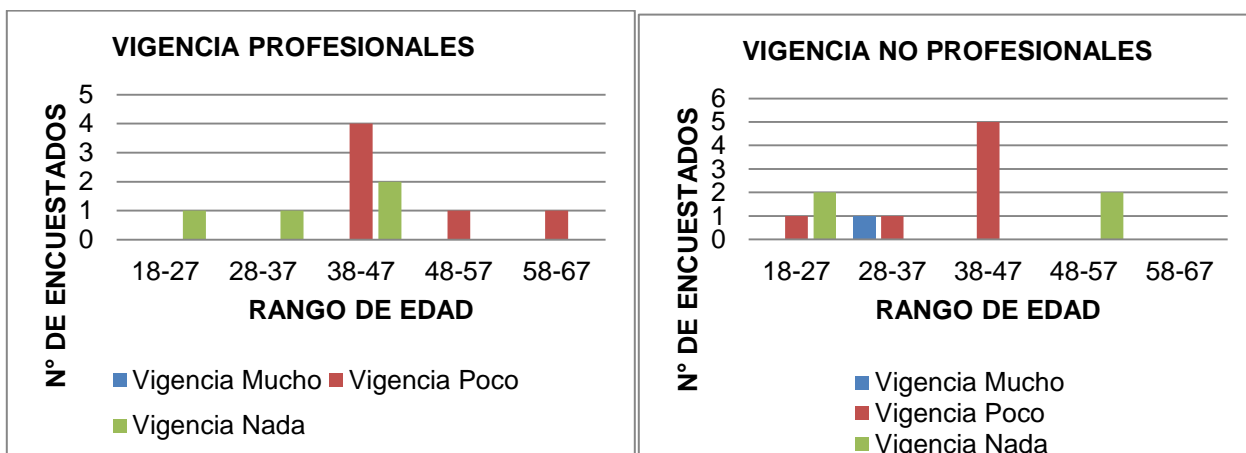 VIGENCIA PROFESIONALES
N° DE ENCUESTADOS
5
4
3
2
1
0
18-27 28-37 38-47 48-57 58-67
RANGO DE EDAD
Vigencia Mucho Vigencia Poco
Vigencia Nada
VIGENCIA NO PROFESIONALES
N° DE ENCUESTADOS
6
5
4
3
2
1
0
18-27 28-37 38-47 48-57 58-67
RANGO DE EDAD
Vigencia Mucho
Vigencia Poco
Vigencia Nada